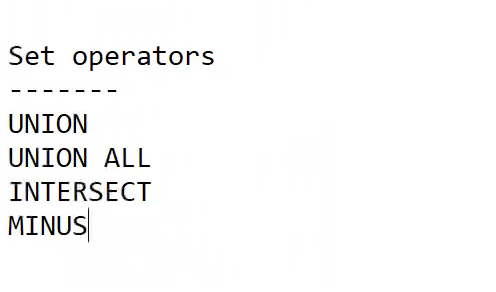 Set operators
-------
UNION
UNION ALL
INTERSECT
MINUS